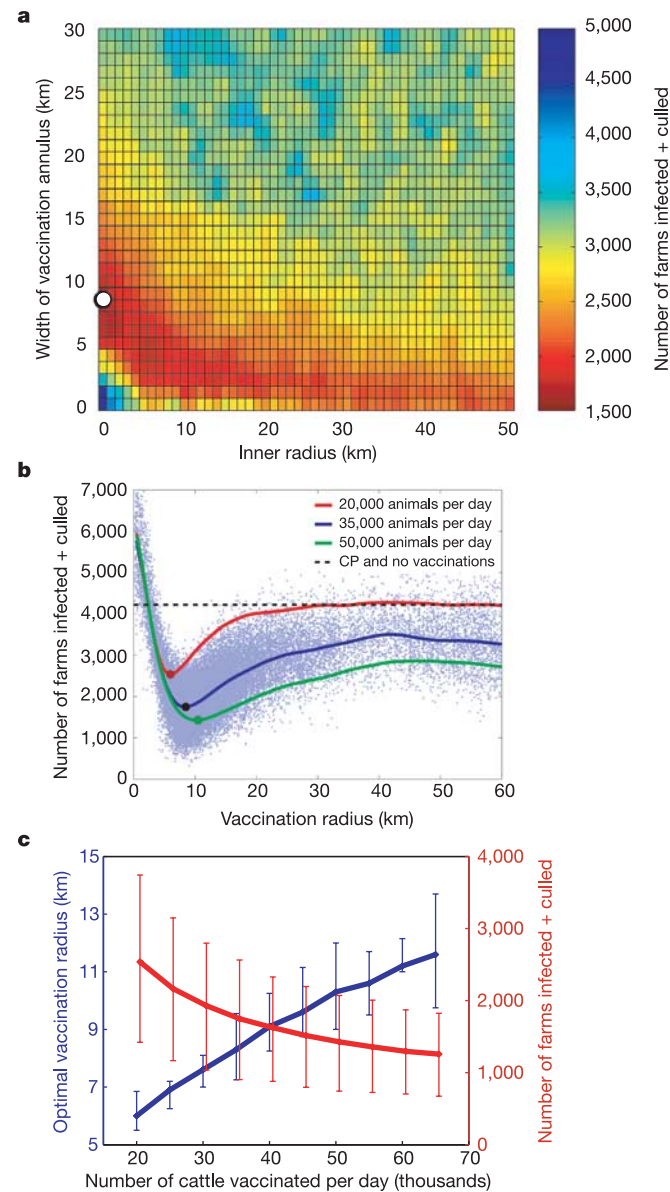 a
30
25
20
15
10
5
0
Width of vaccination annulus (km)
0 10 20 30 40 50
Inner radius (km)
5,000
4,500
4,000
3,500
3,000
2,500
2,000
1,500
Number of farms infected + culled
b
7,000
6,000
5,000
4,000
3,000
2,000
1,000
0
Number of farms infected + culled
20,000 animals per day
35,000 animals per day
50,000 animals per day
CP and no vaccinations
0 10 20 30 40 50 60
Vaccination radius (km)
c
15
13
11
9
7
5
Optimal vaccination radius (km)
4,000
3,000
2,000
1,000
0
Number of farms infected + culled
20 30 40 50 60 70
Number of cattle vaccinated per day (thousands)